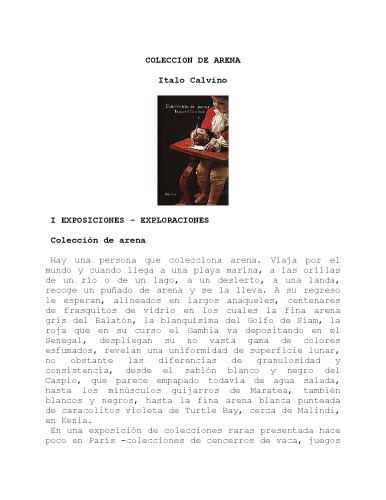 COLECCION DE ARENA
Italo Calvino
I EXPOSICIONES - EXPLORACIONES
Colección de arena
Hay una persona que colecciona arena. Viaja por el
mundo y cuando llega a una playa marina, a las orillas
de un río o de un lago, a un desierto, a una landa,
recoge un puñado de arena y se la lleva. A su regreso
le esperan, alineados en largos anaqueles, centenares
de frasquitos de vidrio en los cuales la fina arena
gris del Balatón, la blanquísima del Golfo de Siam, la
roja que en su curso el Gambia va depositando en el
Senegal, despliegan su no vasta gama de colores
esfumados, revelan una uniformidad de superficie lunar,
no obstante las diferencias de granulosidad y
consistencia, desde el sablón blanco y negro del
Caspio, que parece empapado todavía de agua salada,
hasta los minúsculos guijarros de Maratea, también
blancos y negros, hasta la fina arena blanca punteada
de caracolitos violeta de Turtle Bay, cerca de Malindi,
en Kenia.
En una exposición de colecciones raras presentada hace
poco en París -colecciones de cencerros de vaca, juegos